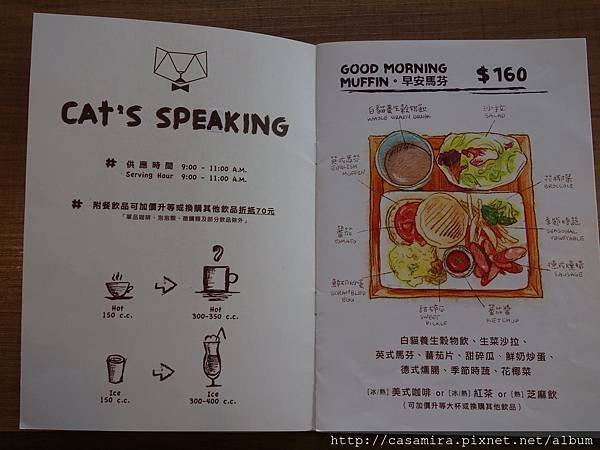 CAT'S SPEAKING
# 供應時間 9:00 - 11:00 A.M.
Serving Hour 9:00 - 11:00 A.M.
# 附餐飲品可加價升等或換購其他飲品折抵70元
Hot
150 c.c.
Hot
300-350 c.c.
Ice
150 c.c.
Ice
300-400 c.c.
GOOD MORNING
MUFFIN。早安馬芬
$160
白貓養生穀物飲
WHOLE GRAIN DRINK
沙拉
SALAD
英式馬芬
ENGLISH
MUFFIN
花椰菜
BROCCOLI
季節時蔬
SEASONAL
VEGETABLE
蕃茄
TOMATO
德式燻腸
SAUSAGE
鮮奶炒蛋
SCRAMBLED
EGG
甜碎瓜
SWEET
PICKLE
蕃茄醬
KETCHUP
白貓養生穀物飲、生菜沙拉、
英式馬芬、蕃茄片、甜碎瓜、鮮奶炒蛋、
德式燻腸、季節時蔬、花椰菜
[冰/熱] 美式咖啡 or [冰/熱] 紅茶 or [熱] 芝麻飲
(可加價升等大杯或換購其他飲品)
http://casamira.pixnet.net/album